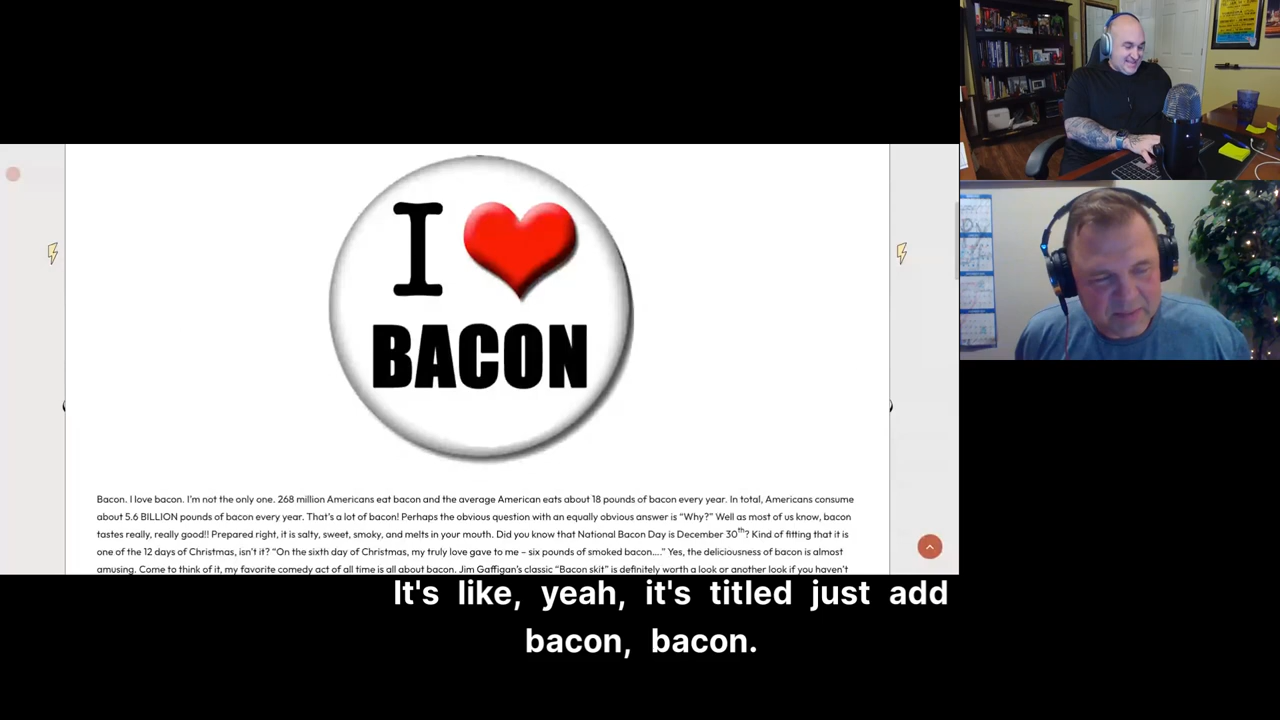 I
BACON
Bacon. I love bacon. I'm not the only one. 268 million Americans eat bacon and the average American eats about 18 pounds of bacon every year. In total, Americans consume
about 5.6 BILLION pounds of bacon every year. That's a lot of bacon! Perhaps the obvious question with an equally obvious answer is "Why?" Well as most of us know, bacon
tastes really, really good!! Prepared right, it is salty, sweet, smoky, and melts in your mouth. Did you know that National Bacon Day is December 30th? Kind of fitting that it is
one of the 12 days of Christmas, isn't it? "On the sixth day of Christmas, my truly love gave to me – six pounds of smoked bacon...." Yes, the deliciousness of bacon is almost
amusing. Come to think of it, my favorite comedy act of all time is all about bacon. Jim Gaffigan's classic "Bacon skit" is definitely worth a look or another look if you haven't
It's like, yeah, it's titled just add
bacon, bacon.